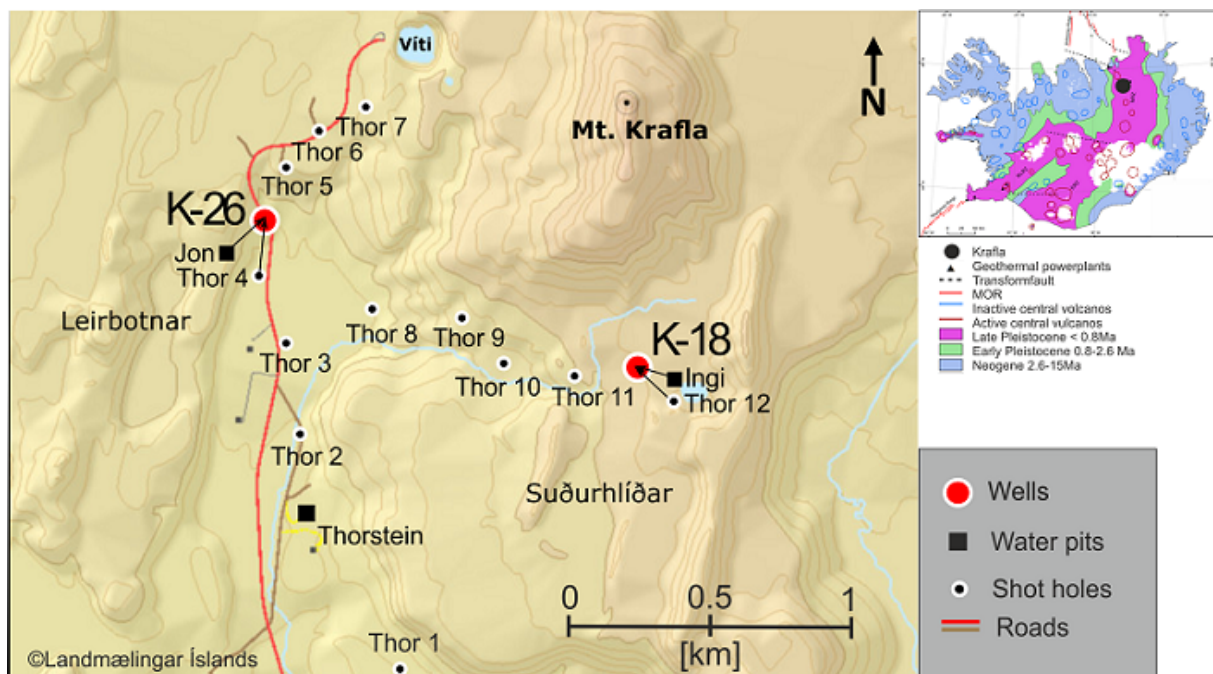 Víti
N
Thor 7
Mt. Krafla
Thor 6
Thor 5
K-26
Jon
Thor 4
Leirbotnar
Thor 8
Thor 9
K-18
Thor 3
Ingi
Thor 10
Thor 11
Thor 12
Thor 2
Suðurhlíðar
Thorstein
0 0.5 1
[km]
Thor 1
©Landmælingar Íslands
Krafla
Geothermal powerplants
Transformfault
MOR
Inactive central volcanos
Active central vulcanos
Late Pleistocene < 0.8Ma
Early Pleistocene 0.8-2.6 Ma
Neogene 2.6-15Ma
Wells
Water pits
Shot holes
Roads